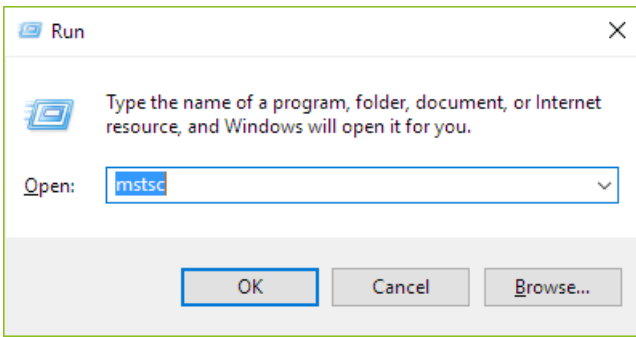 Run
Type the name of a program, folder, document, or Internet
resource, and Windows will open it for you.
Open: mstsc
OK Cancel Browse...